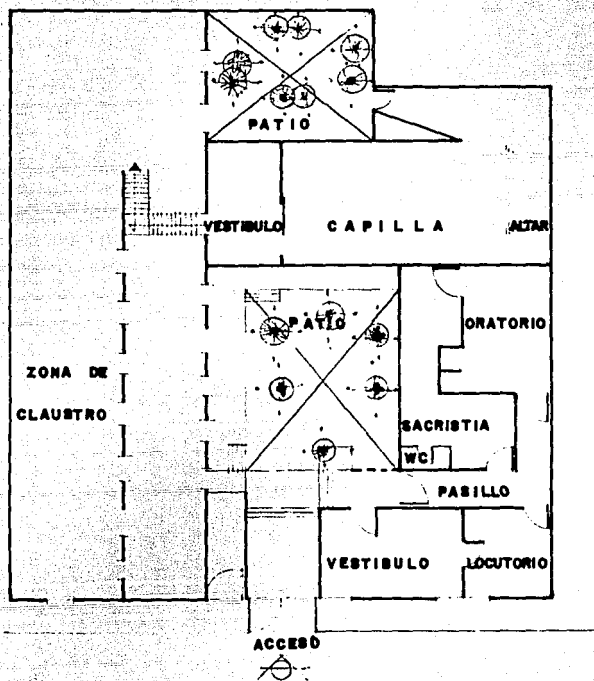 PATIO
VESTIBULO
CAPILLA
ALTAR
PATIO
ORATORIO
ZONA DE
CLAUSTRO
SACRISTIA
WC
PASILLO
VESTIBULO
LOCUTORIO
ACCESO